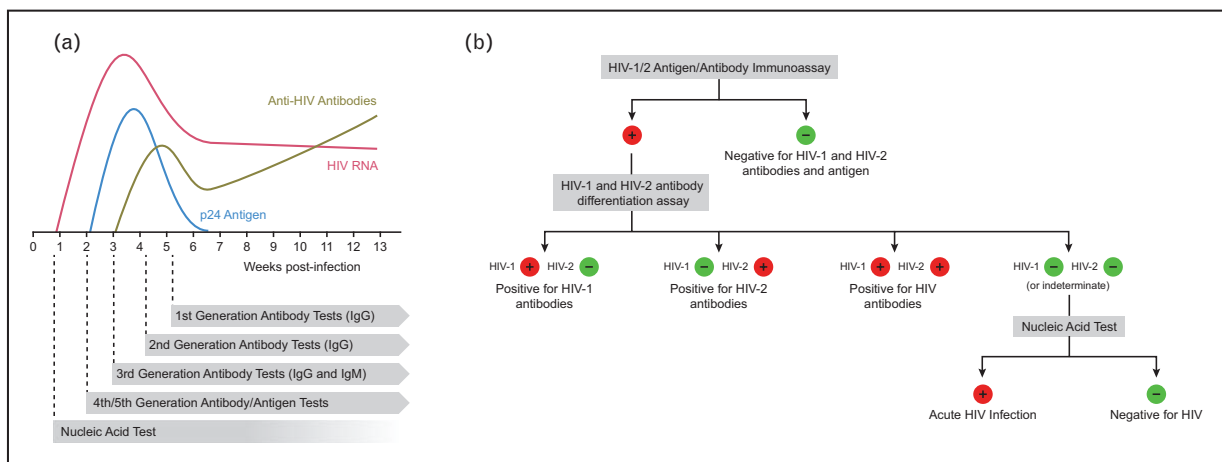 (a)
Anti-HIV Antibodies
HIV RNA
p24 Antigen
0 1 2 3 4 5 6 7 8 9 10 11 12 13
Weeks post-infection
1st Generation Antibody Tests (IgG)
2nd Generation Antibody Tests (IgG)
3rd Generation Antibody Tests (IgG and IgM)
4th/5th Generation Antibody/Antigen Tests
Nucleic Acid Test
(b)
HIV-1/2 Antigen/Antibody Immunoassay
+ −
Negative for HIV-1 and HIV-2
antibodies and antigen
HIV-1 and HIV-2 antibody
differentiation assay
HIV-1 + HIV-2 −
Positive for HIV-1
antibodies
HIV-1 − HIV-2 +
Positive for HIV-2
antibodies
HIV-1 + HIV-2 +
Positive for HIV
antibodies
HIV-1 − HIV-2 −
(or indeterminate)
Nucleic Acid Test
+ −
Acute HIV Infection
Negative for HIV